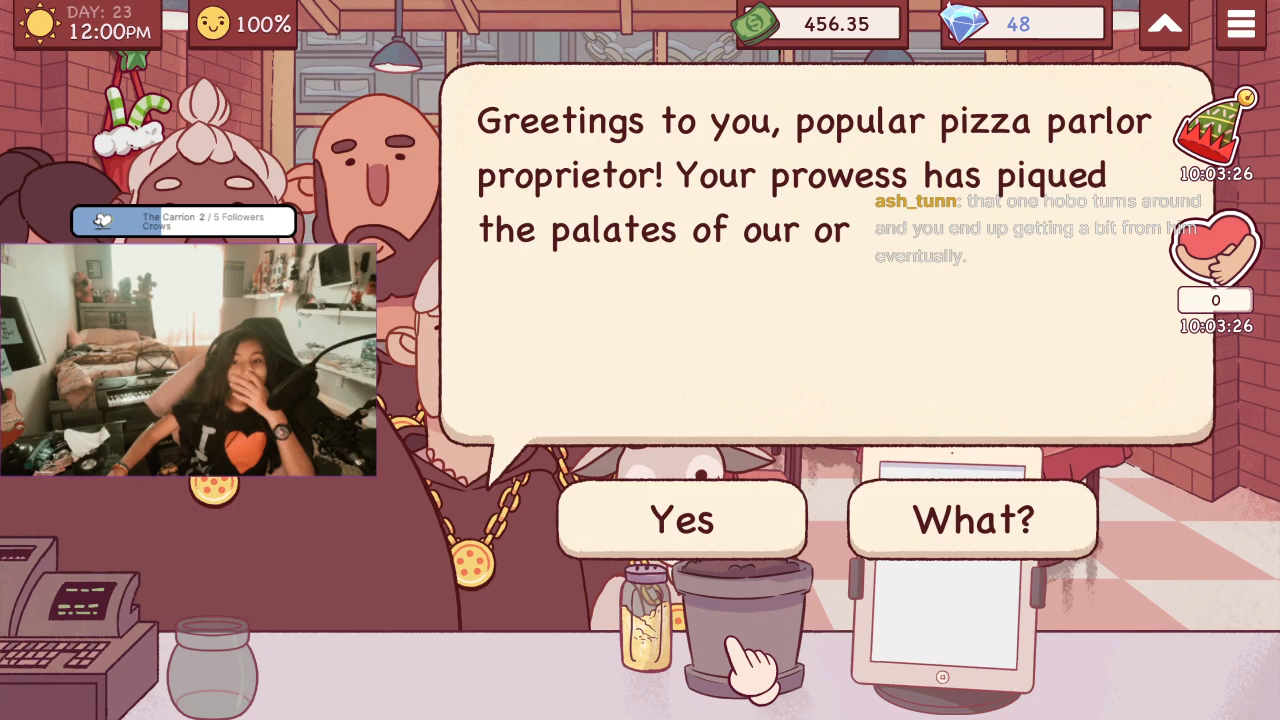 DAY: 23
12:00PM
100%
456.35
48
Greetings to you, popular pizza parlor
proprietor! Your prowess has piqued
the palates of our or
ash_tunn: that one hobo turns around
and you end up getting a bit from him
eventually.
10:03:26
0
10:03:26
The Carrion 2 / 5 Followers
Crows
I
Yes
What?